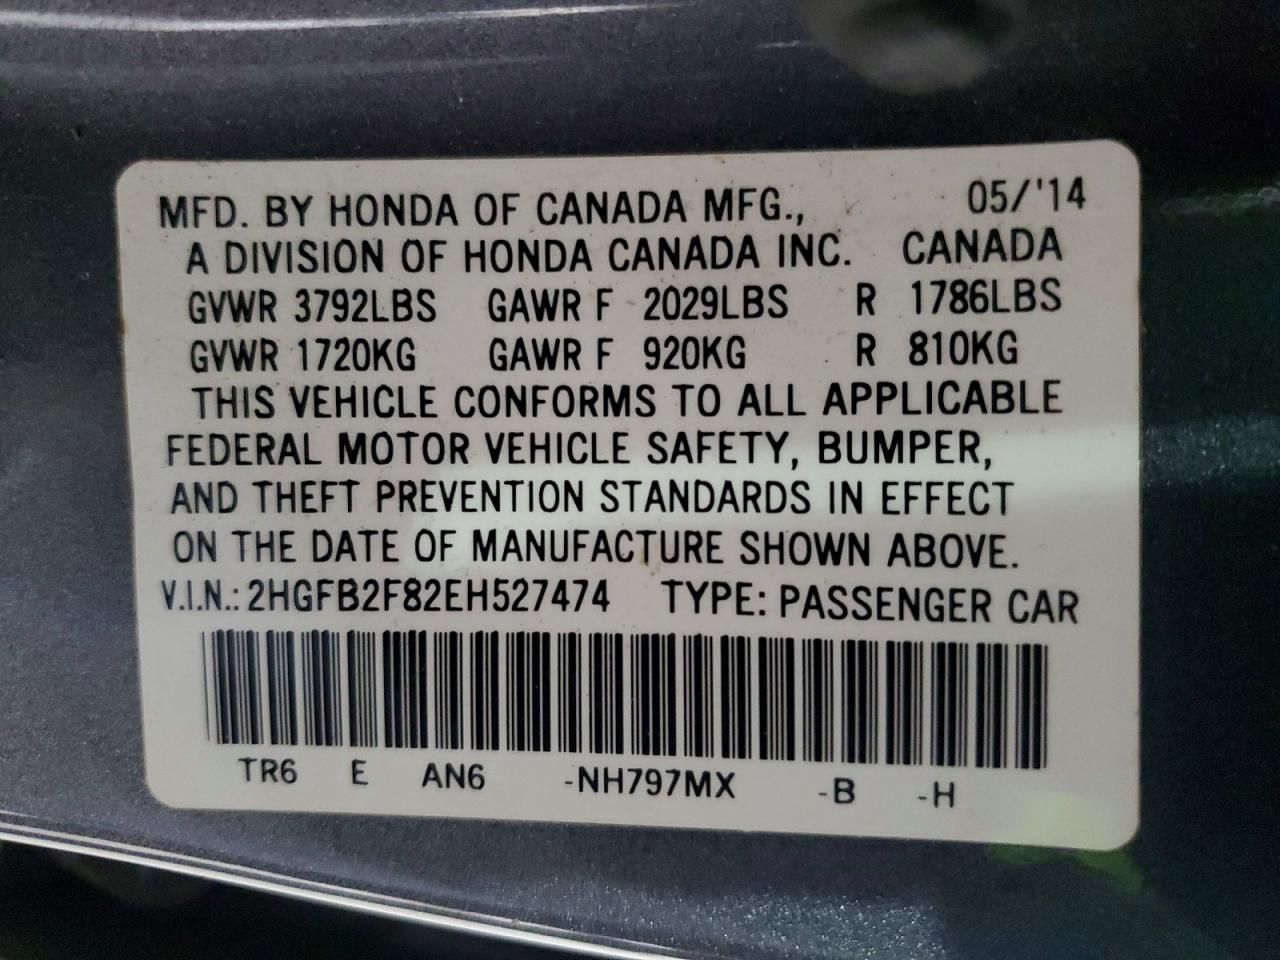 MFD. BY HONDA OF CANADA MFG., 05/'14
A DIVISION OF HONDA CANADA INC. CANADA
GVWR 3792LBS GAWR F 2029LBS R 1786LBS
GVWR 1720KG GAWR F 920KG R 810KG
THIS VEHICLE CONFORMS TO ALL APPLICABLE
FEDERAL MOTOR VEHICLE SAFETY, BUMPER,
AND THEFT PREVENTION STANDARDS IN EFFECT
ON THE DATE OF MANUFACTURE SHOWN ABOVE.
V.I.N.: 2HGFB2F82EH527474 TYPE: PASSENGER CAR
TR6 E AN6 -NH797MX -B -H